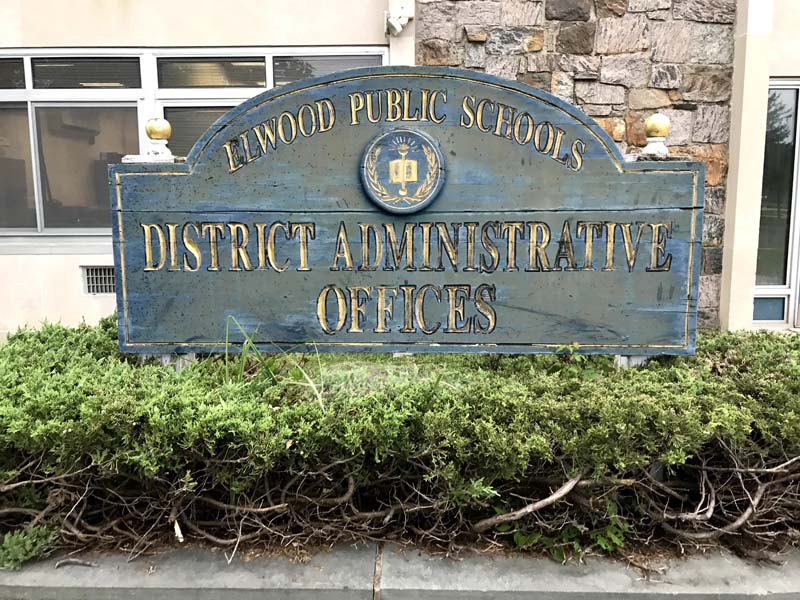 ELWOOD PUBLIC SCHOOLS
DISTRICT ADMINISTRATIVE
OFFICES